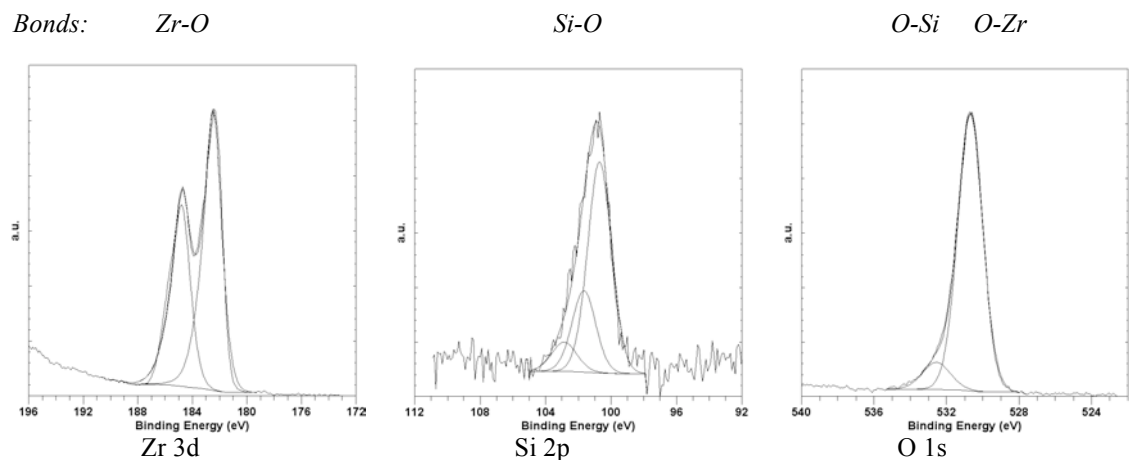 Bonds: Zr-O Si-O O-Si O-Zr
a.u. a.u. a.u.
196 192 188 184 180 176 172 112 108 104 100 96 92 540 536 532 528 524
Binding Energy (eV) Binding Energy (eV) Binding Energy (eV)
Zr 3d Si 2p O 1s